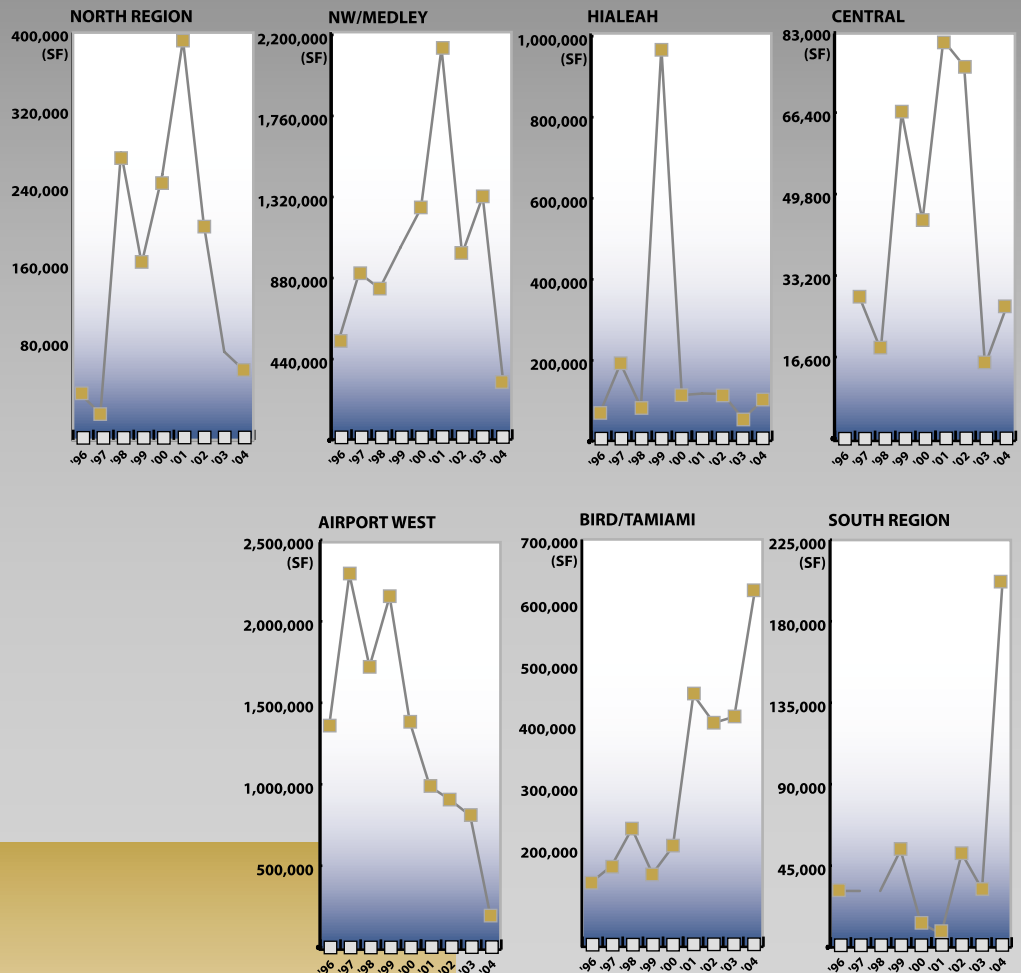 NORTH REGION
400,000
(SF)
320,000
240,000
160,000
80,000
'96 '97 '98 '99 '00 '01 '02 '03 '04
NW/MEDLEY
2,200,000
(SF)
1,760,000
1,320,000
880,000
440,000
'96 '97 '98 '99 '00 '01 '02 '03 '04
HIALEAH
1,000,000
(SF)
800,000
600,000
400,000
200,000
'96 '97 '98 '99 '00 '01 '02 '03 '04
CENTRAL
83,000
(SF)
66,400
49,800
33,200
16,600
'96 '97 '98 '99 '00 '01 '02 '03 '04
AIRPORT WEST
2,500,000
(SF)
2,000,000
1,500,000
1,000,000
500,000
'96 '97 '98 '99 '00 '01 '02 '03 '04
BIRD/TAMIAMI
700,000
(SF)
600,000
500,000
400,000
300,000
200,000
'96 '97 '98 '99 '00 '01 '02 '03 '04
SOUTH REGION
225,000
(SF)
180,000
135,000
90,000
45,000
'96 '97 '98 '99 '00 '01 '02 '03 '04